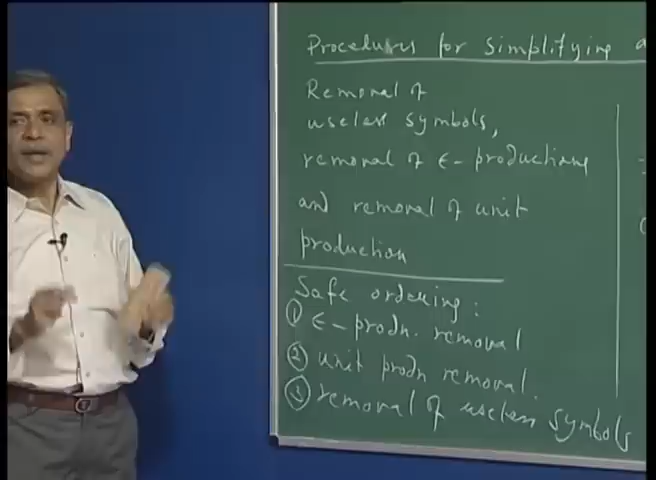 Procedures for simplifying a
Removal of
useless symbols,
removal of ε-productions
and removal of unit
production
Safe ordering:
① ε-prodn. removal
② unit prodn removal.
③ removal of useless symbols